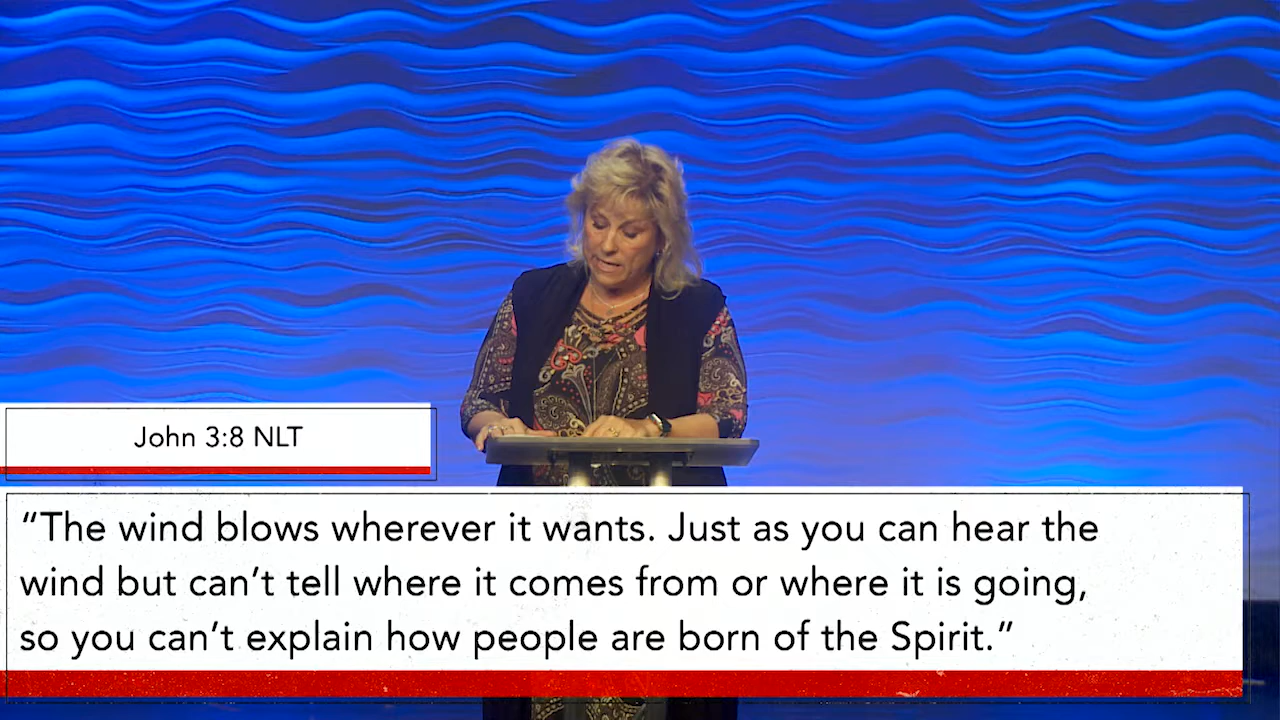 John 3:8 NLT
“The wind blows wherever it wants. Just as you can hear the
wind but can’t tell where it comes from or where it is going,
so you can’t explain how people are born of the Spirit.”